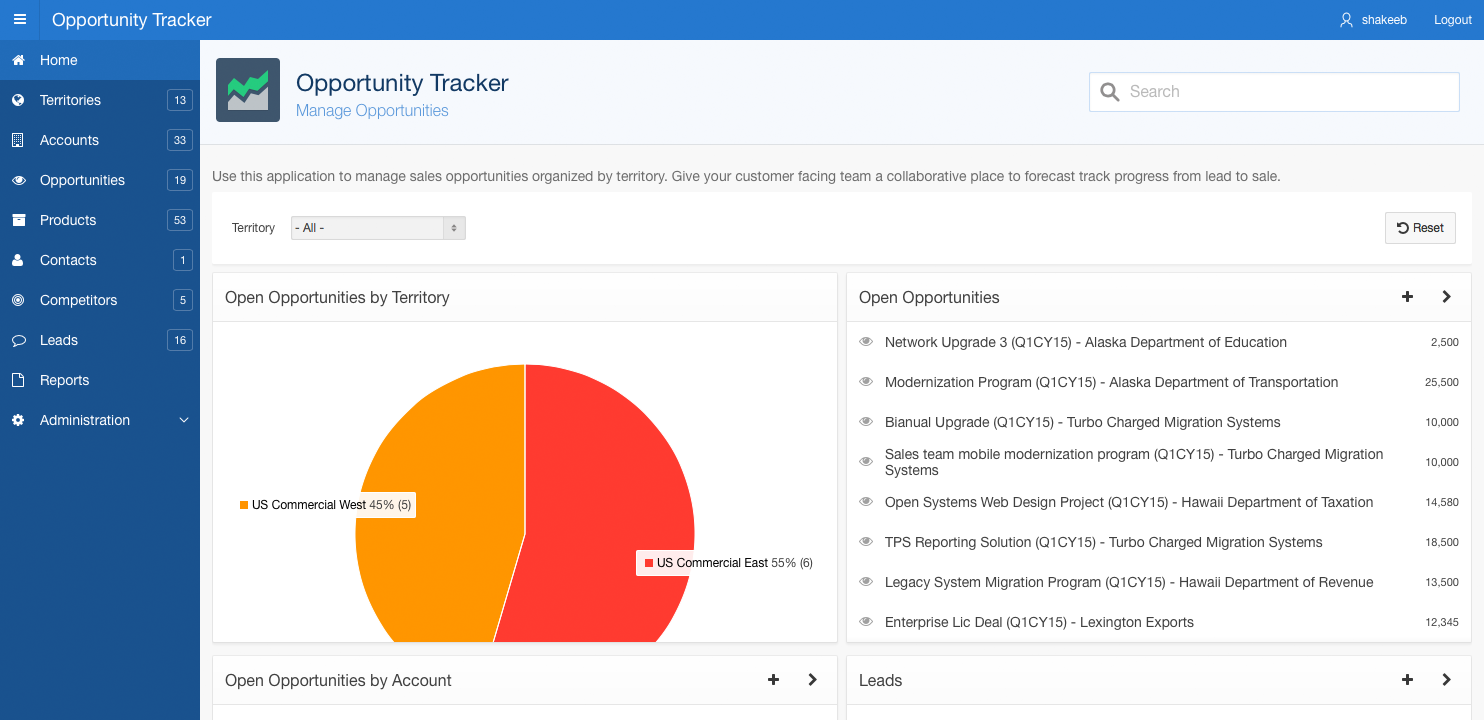 Opportunity Tracker
shakeeb
Logout
Home
Territories 13
Accounts 33
Opportunities 19
Products 53
Contacts 1
Competitors 5
Leads 16
Reports
Administration
Opportunity Tracker
Manage Opportunities
Search
Use this application to manage sales opportunities organized by territory. Give your customer facing team a collaborative place to forecast track progress from lead to sale.
Territory - All -
Reset
Open Opportunities by Territory
US Commercial West 45% (5)
US Commercial East 55% (6)
Open Opportunities
Network Upgrade 3 (Q1CY15) - Alaska Department of Education 2,500
Modernization Program (Q1CY15) - Alaska Department of Transportation 25,500
Bianual Upgrade (Q1CY15) - Turbo Charged Migration Systems 10,000
Sales team mobile modernization program (Q1CY15) - Turbo Charged Migration
Systems 10,000
Open Systems Web Design Project (Q1CY15) - Hawaii Department of Taxation 14,580
TPS Reporting Solution (Q1CY15) - Turbo Charged Migration Systems 18,500
Legacy System Migration Program (Q1CY15) - Hawaii Department of Revenue 13,500
Enterprise Lic Deal (Q1CY15) - Lexington Exports 12,345
Open Opportunities by Account
Leads